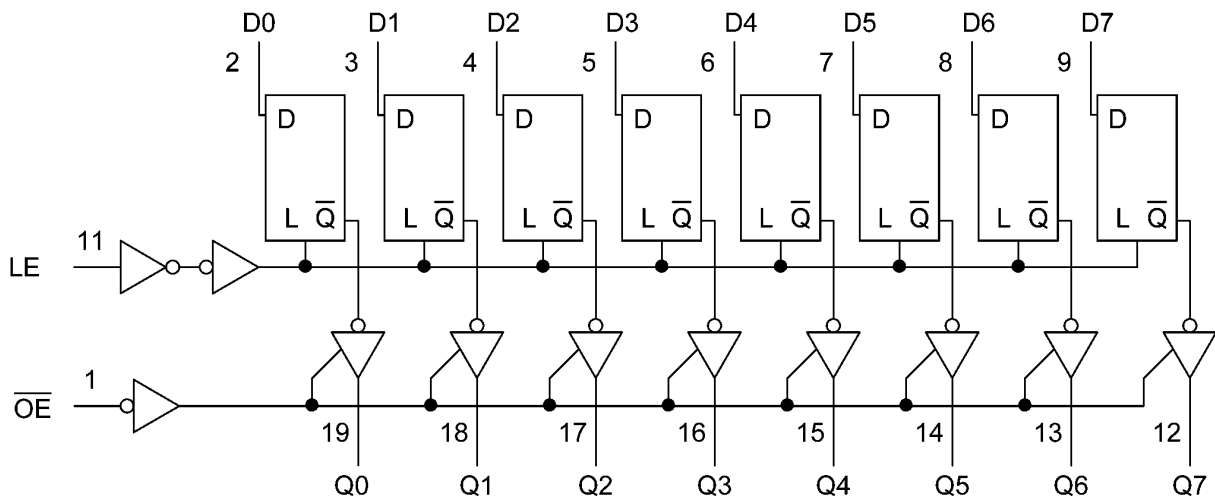 D0 D1 D2 D3 D4 D5 D6 D7
2 3 4 5 6 7 8 9
D D D D D D D D
L Q̅ L Q̅ L Q̅ L Q̅ L Q̅ L Q̅ L Q̅ L Q̅
11
LE
1
O̅E̅
19 18 17 16 15 14 13 12
Q0 Q1 Q2 Q3 Q4 Q5 Q6 Q7